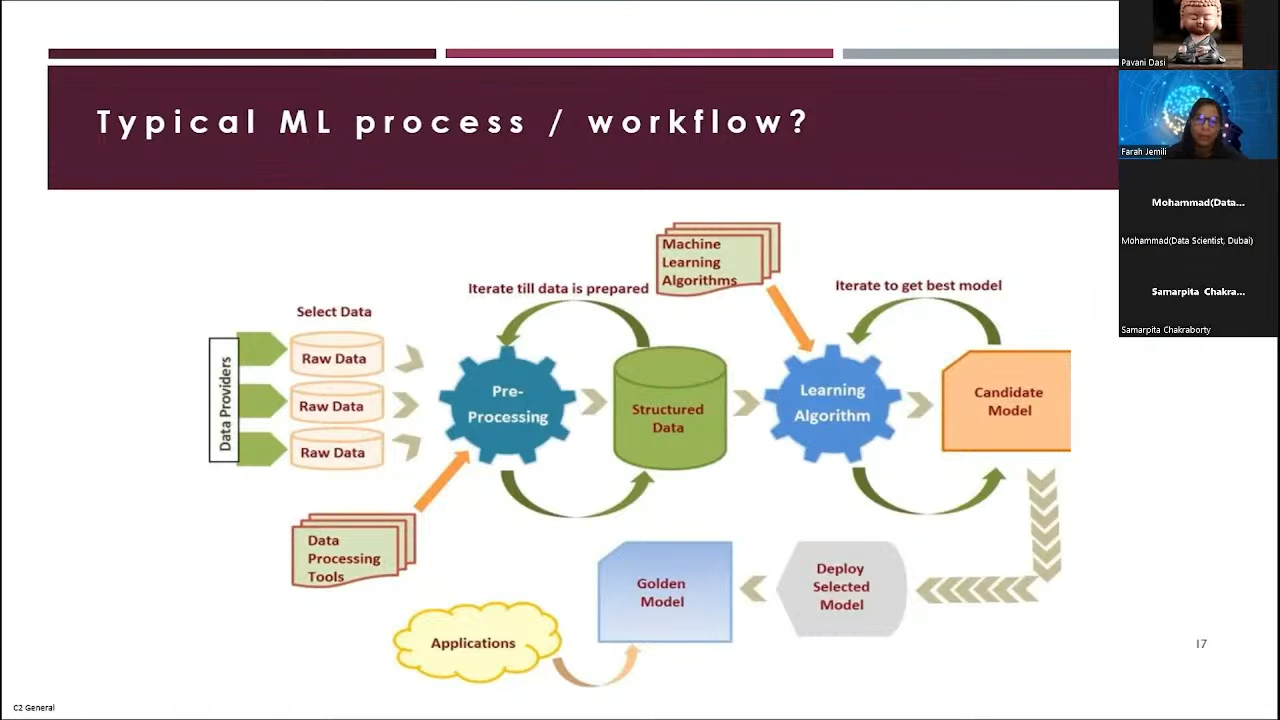 Typical ML process / workflow?
Pavani Dasi
Farah Jemili
Mohammad(Data...
Mohammad(Data Scientist, Dubai)
Samarpita Chakra...
Samarpita Chakraborty
Machine
Learning
Algorithms
Iterate till data is prepared
Iterate to get best model
Select Data
Data Providers
Raw Data
Raw Data
Raw Data
Pre-
Processing
Structured
Data
Learning
Algorithm
Candidate
Model
Data
Processing
Tools
Golden
Model
Deploy
Selected
Model
Applications
17
C2 General